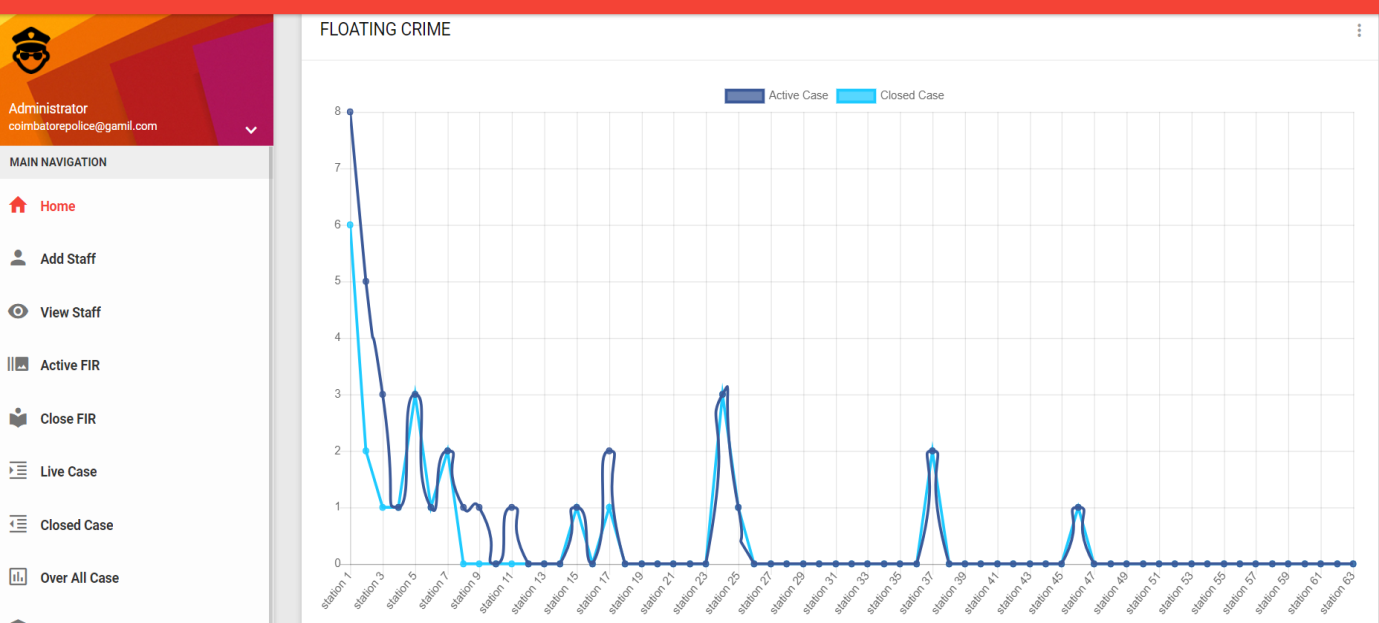 FLOATING CRIME
Administrator
coimbatorepolice@gamil.com
MAIN NAVIGATION
Home
Add Staff
View Staff
Active FIR
Close FIR
Live Case
Closed Case
Over All Case
Active Case
Closed Case
8
7
6
5
4
3
2
1
0
station 1
station 3
station 5
station 7
station 9
station 11
station 13
station 15
station 17
station 19
station 21
station 23
station 25
station 27
station 29
station 31
station 33
station 35
station 37
station 39
station 41
station 43
station 45
station 47
station 49
station 51
station 53
station 55
station 57
station 59
station 61
station 63